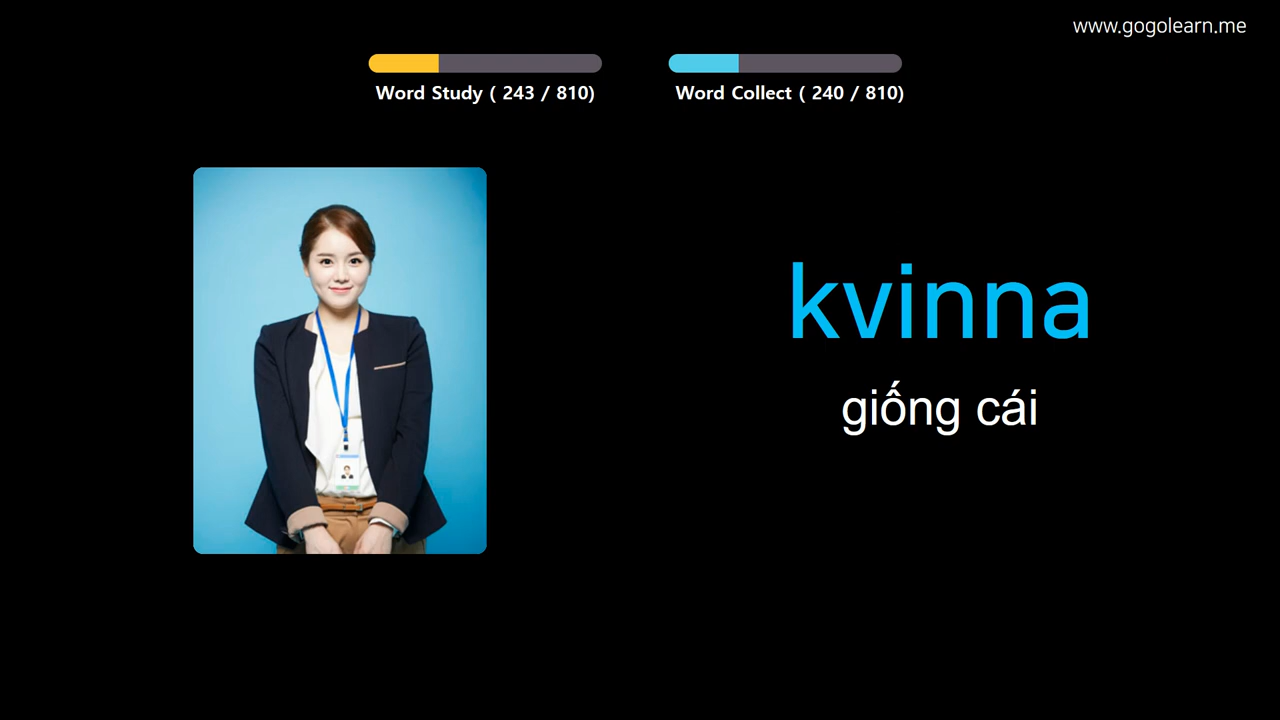 www.gogolearn.me
Word Study ( 243 / 810)
Word Collect ( 240 / 810)
kvinna
giống cái